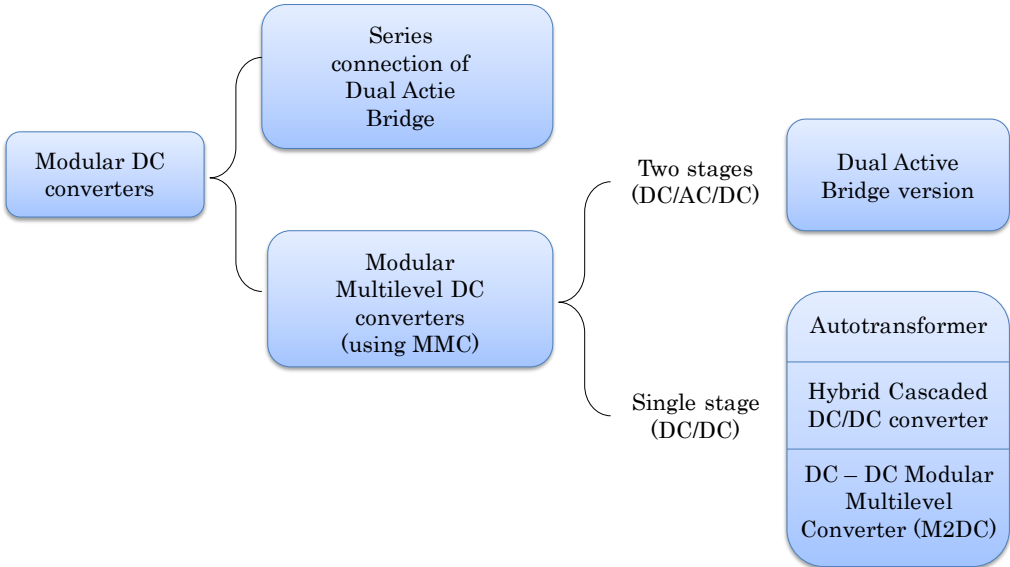 Modular DC
converters
Series
connection of
Dual Actie
Bridge
Modular
Multilevel DC
converters
(using MMC)
Two stages
(DC/AC/DC)
Dual Active
Bridge version
Single stage
(DC/DC)
Autotransformer
Hybrid Cascaded
DC/DC converter
DC – DC Modular
Multilevel
Converter (M2DC)